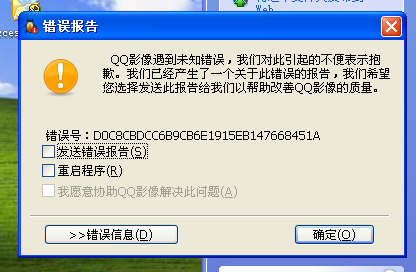 Web
错误报告
QQ影像遇到未知错误，我们对此引起的不便表示抱
歉。我们已经产生了一个关于此错误的报告，我们希望
您选择发送此报告给我们以帮助改善QQ影像的质量。
错误号：D0C8CBDCC6B9CB6E1915EB147668451A
发送错误报告(S)
重启程序(R)
我愿意协助QQ影像解决此问题(A)
>>错误信息(D)
确定(O)